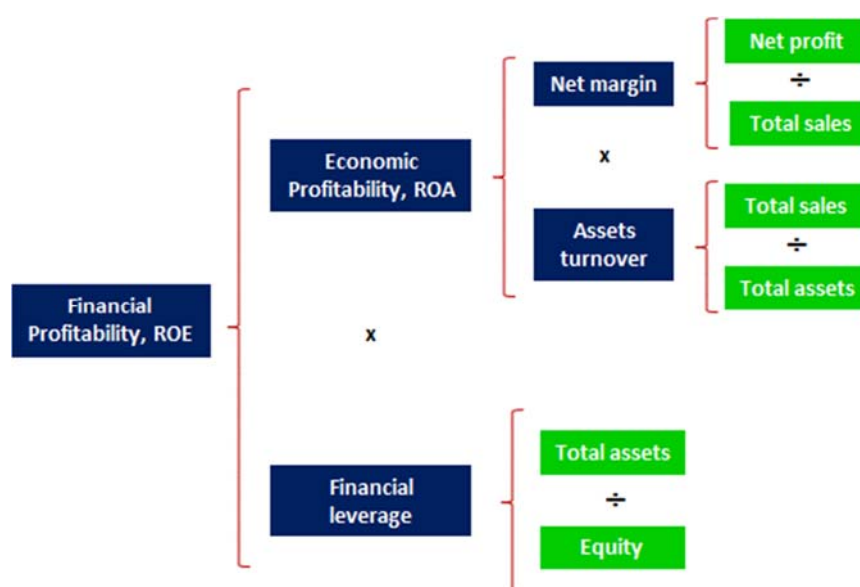 Net profit
÷
Total sales
Net margin
x
Economic
Profitability, ROA
Assets
turnover
Total sales
÷
Total assets
Financial
Profitability, ROE
x
Financial
leverage
Total assets
÷
Equity